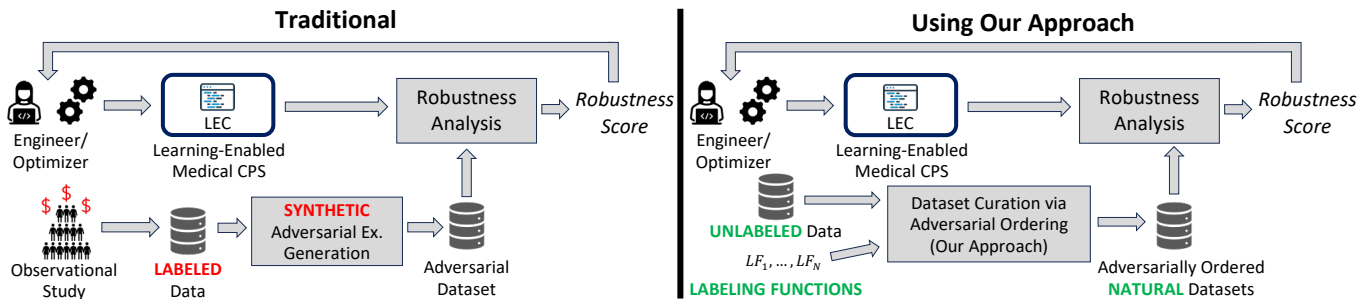 Traditional
Engineer/
Optimizer
LEC
Learning-Enabled
Medical CPS
Robustness
Analysis
Robustness
Score
$ $ $
Observational
Study
LABELED
Data
SYNTHETIC
Adversarial Ex.
Generation
Adversarial
Dataset
Using Our Approach
Engineer/
Optimizer
LEC
Learning-Enabled
Medical CPS
Robustness
Analysis
Robustness
Score
UNLABELED Data
LF₁, … , LF_N
LABELING FUNCTIONS
Dataset Curation via
Adversarial Ordering
(Our Approach)
Adversarially Ordered
NATURAL Datasets